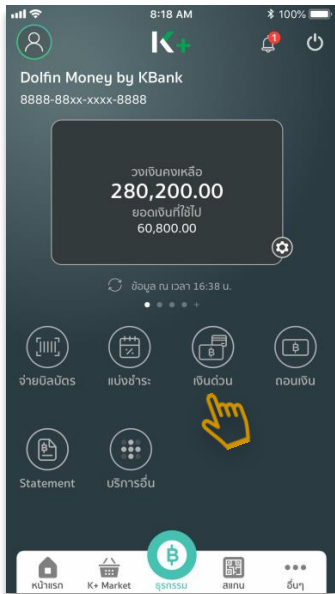 8:18 AM
100%
K+
Dolfin Money by KBank
8888-88xx-xxxx-8888
วงเงินคงเหลือ
280,200.00
ยอดเงินที่ใช้ไป
60,800.00
ข้อมูล ณ เวลา 16:38 น.
จ่ายบิลบัตร แบ่งชำระ เงินด่วน ถอนเงิน
Statement บริการอื่น
หน้าแรก K+ Market ธุรกรรม สแกน อื่นๆ